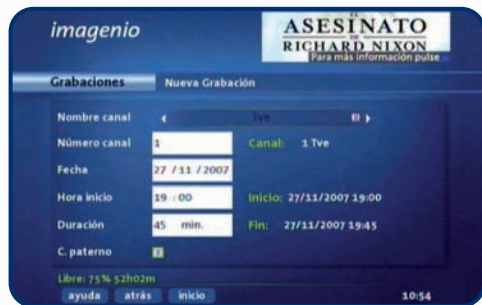 imagenio
ASESINATO
DE
RICHARD NIXON
Para más información pulse
Grabaciones Nueva Grabación
Nombre canal Tve
Número canal 1 Canal: 1 Tve
Fecha 27 / 11 / 2007
Hora inicio 19 : 00 Inicio: 27/11/2007 19:00
Duración 45 min. Fin: 27/11/2007 19:45
C. paterno
Libre: 75% 52h02m
ayuda atrás inicio 10:54